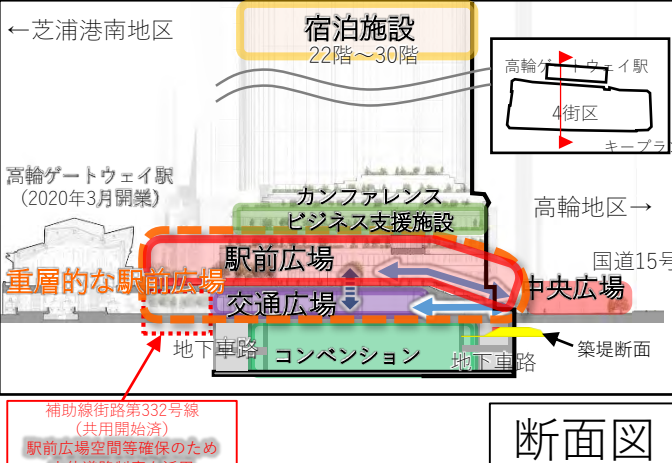 ←芝浦港南地区
宿泊施設
22階～30階
高輪ゲートウェイ駅
4街区
キープラン
高輪ゲートウェイ駅
(2020年3月開業)
カンファレンス
ビジネス支援施設
高輪地区→
駅前広場
国道15号
重層的な駅前広場
中央広場
交通広場
地下車路
コンベンション
地下車路
築堤断面
補助線街路第332号線
(共用開始済)
駅前広場空間等確保のため
断面図